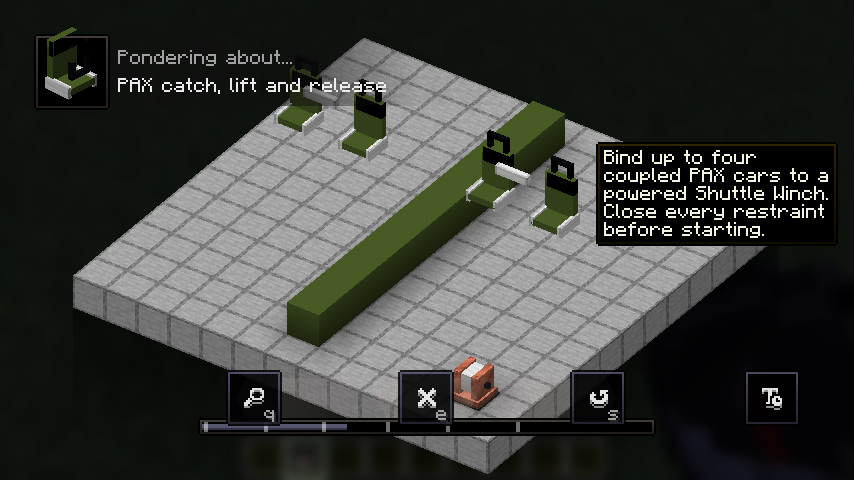 Pondering about...
PAX catch, lift and release
Bind up to four
coupled PAX cars to a
powered Shuttle Winch.
Close every restraint
before starting.
q
e
s
T